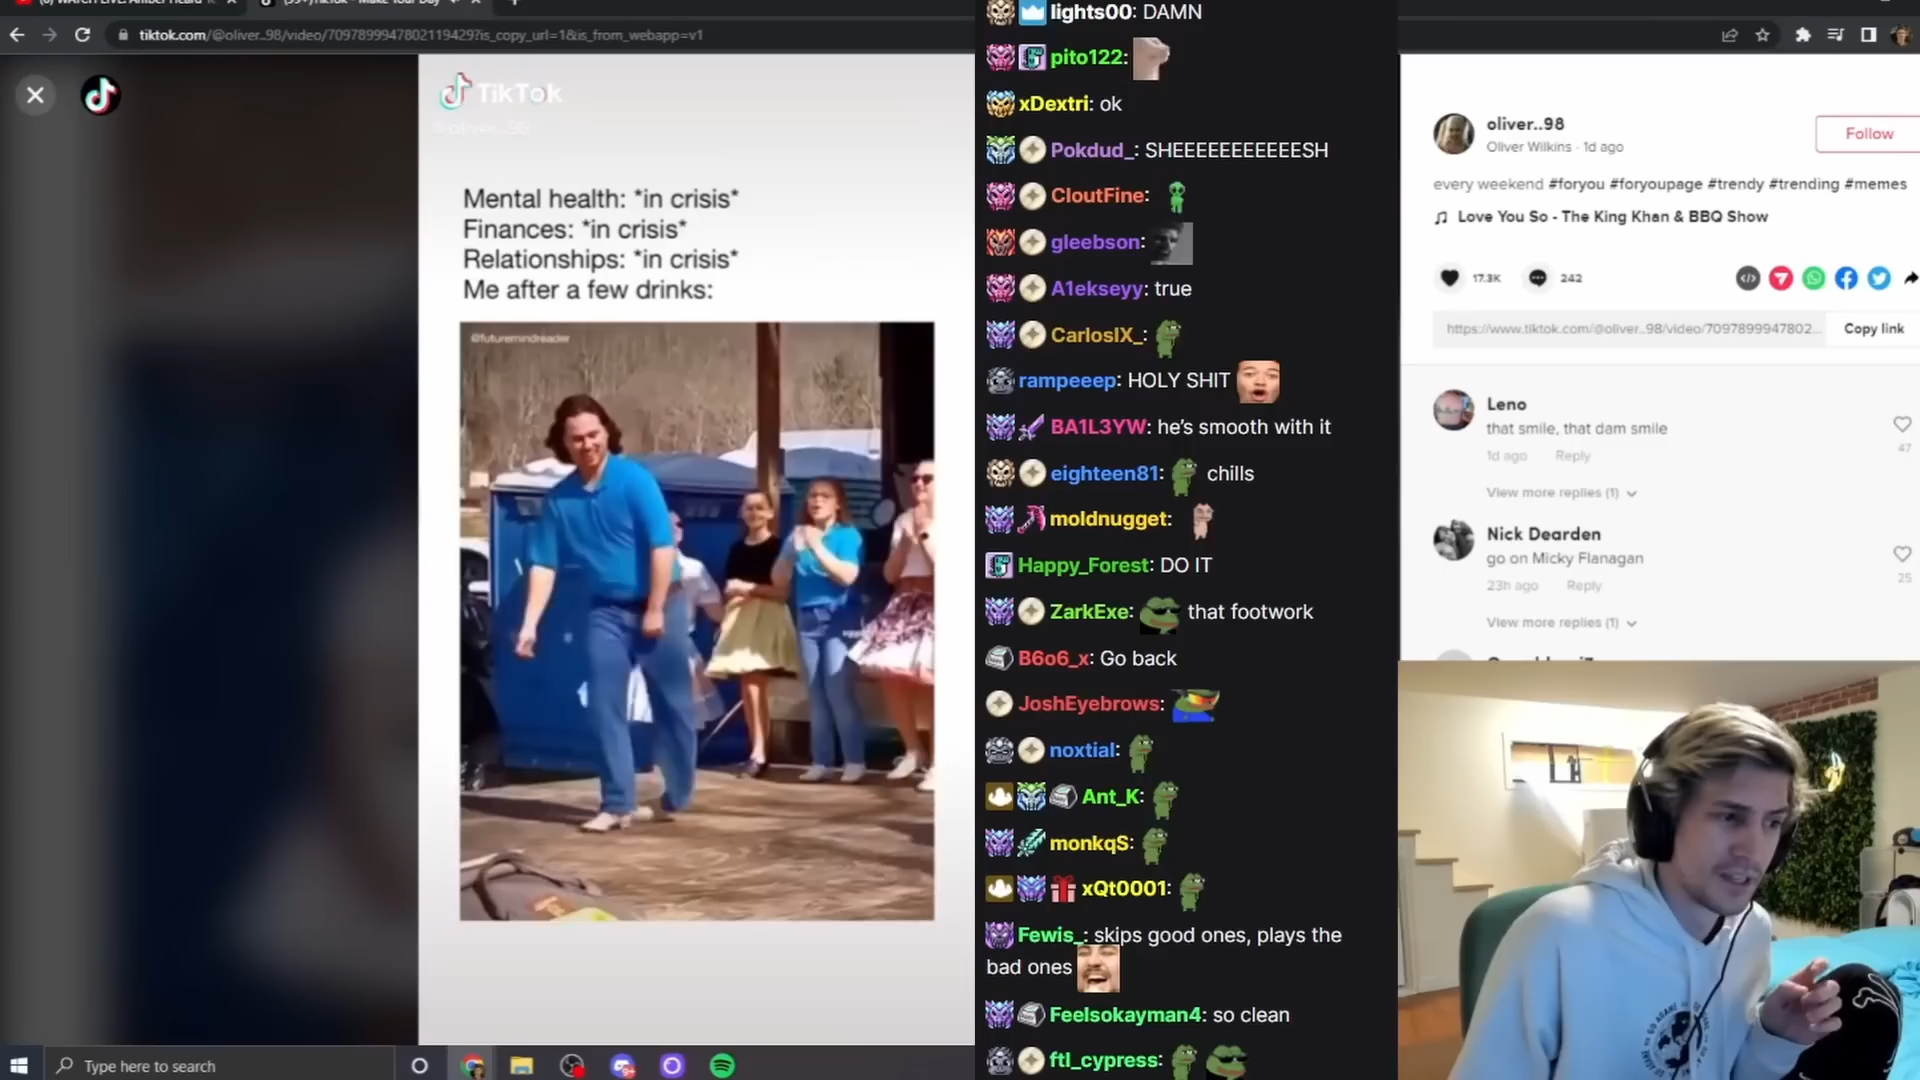 tiktok.com/@oliver..98/video/7097899947802119429?is_copy_url=1&is_from_webapp=v1
TikTok
@oliver..98
Mental health: *in crisis*
Finances: *in crisis*
Relationships: *in crisis*
Me after a few drinks:
@futuremindreader
Type here to search
lights00: DAMN
pito122:
xDextri: ok
Pokdud_: SHEEEEEEEEEEESH
CloutFine:
gleebson:
A1ekseyy: true
CarlosIX_:
rampeeep: HOLY SHIT
BA1L3YW: he's smooth with it
eighteen81: chills
moldnugget:
Happy_Forest: DO IT
ZarkExe: that footwork
B6o6_x: Go back
JoshEyebrows:
noxtial:
Ant_K:
monkqS:
xQt0001:
Fewis_: skips good ones, plays the
bad ones
Feelsokayman4: so clean
ftl_cypress:
oliver..98
Oliver Wilkins · 1d ago
Follow
every weekend #foryou #foryoupage #trendy #trending #memes
Love You So - The King Khan & BBQ Show
17.3K
242
https://www.tiktok.com/@oliver..98/video/7097899947802...
Copy link
Leno
that smile, that dam smile
47
1d ago Reply
View more replies (1)
Nick Dearden
go on Micky Flanagan
25
23h ago Reply
View more replies (1)